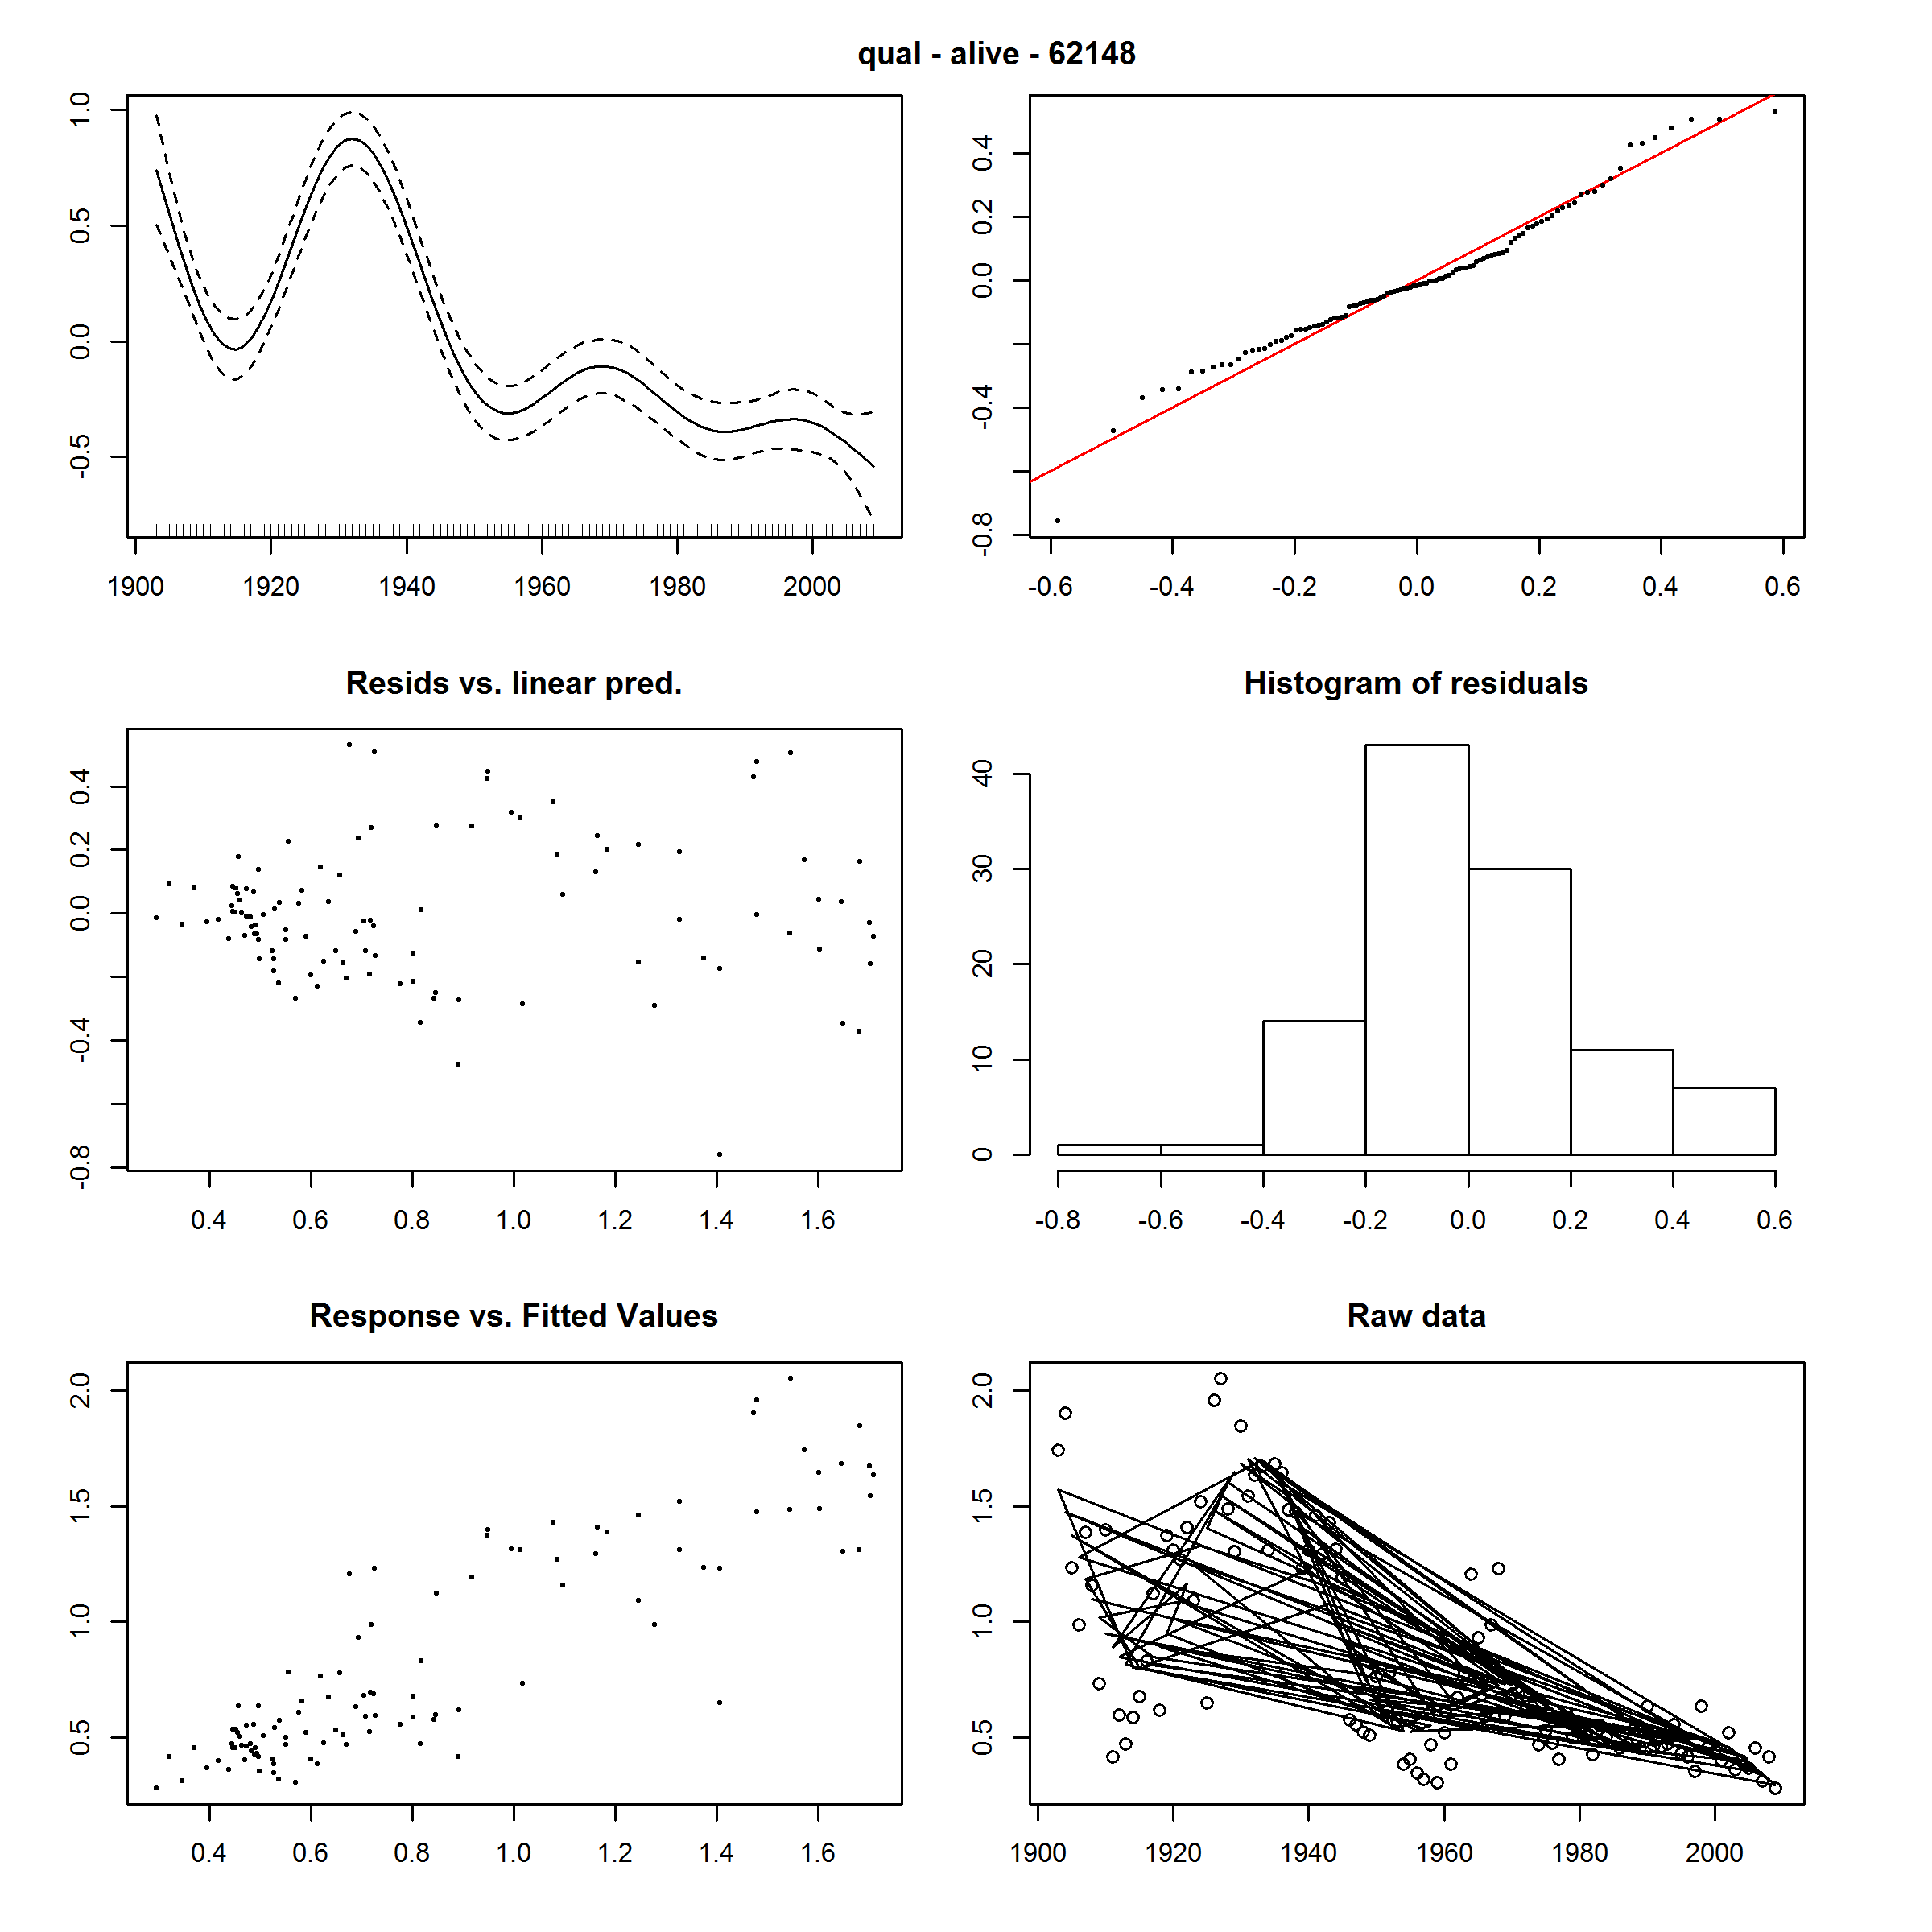 qual - alive - 62148
1.0
0.5
0.0
-0.5
1900 1920 1940 1960 1980 2000
0.4
0.2
0.0
-0.4
-0.8
-0.6 -0.4 -0.2 0.0 0.2 0.4 0.6
Resids vs. linear pred.
0.4
0.2
0.0
-0.4
-0.8
0.4 0.6 0.8 1.0 1.2 1.4 1.6
Histogram of residuals
40
30
20
10
0
-0.8 -0.6 -0.4 -0.2 0.0 0.2 0.4 0.6
Response vs. Fitted Values
2.0
1.5
1.0
0.5
0.4 0.6 0.8 1.0 1.2 1.4 1.6
Raw data
2.0
1.5
1.0
0.5
1900 1920 1940 1960 1980 2000